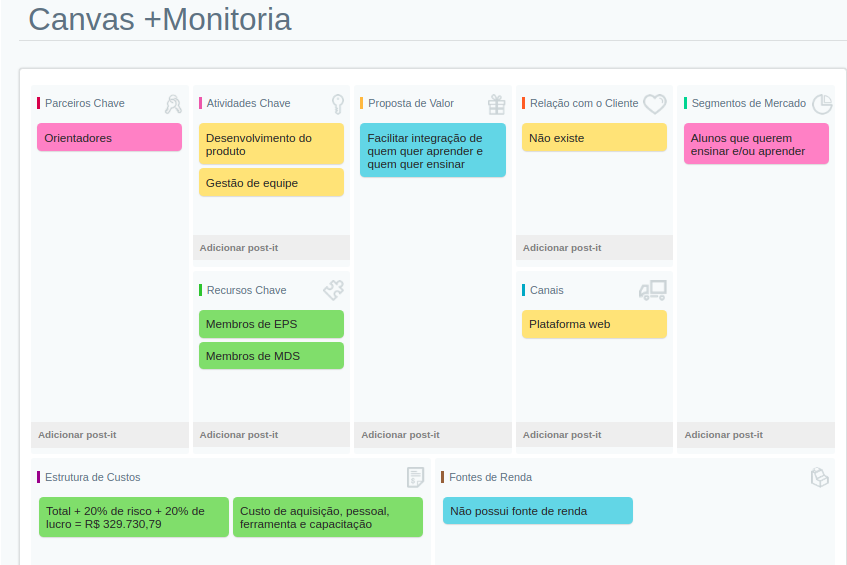 Canvas +Monitoria
Parceiros Chave
Orientadores
Adicionar post-it
Atividades Chave
Desenvolvimento do
produto
Gestão de equipe
Adicionar post-it
Recursos Chave
Membros de EPS
Membros de MDS
Adicionar post-it
Proposta de Valor
Facilitar integração de
quem quer aprender e
quem quer ensinar
Adicionar post-it
Relação com o Cliente
Não existe
Adicionar post-it
Canais
Plataforma web
Adicionar post-it
Segmentos de Mercado
Alunos que querem
ensinar e/ou aprender
Adicionar post-it
Estrutura de Custos
Total + 20% de risco + 20% de
lucro = R$ 329.730,79
Custo de aquisição, pessoal,
ferramenta e capacitação
Fontes de Renda
Não possui fonte de renda